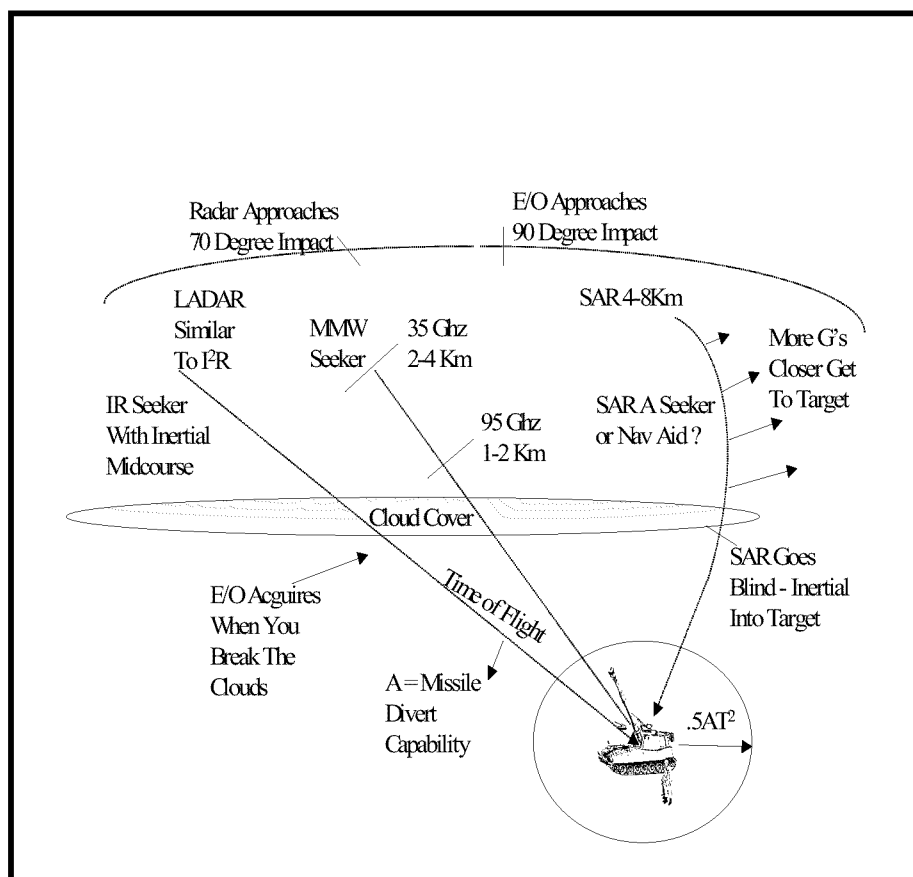 Radar Approaches
70 Degree Impact
E/O Approaches
90 Degree Impact
LADAR
Similar
To I²R
MMW
Seeker
35 Ghz
2-4 Km
SAR 4-8Km
More G's
Closer Get
To Target
IR Seeker
With Inertial
Midcourse
95 Ghz
1-2 Km
SAR A Seeker
or Nav Aid ?
Cloud Cover
E/O Acguires
When You
Break The
Clouds
Time of Flight
SAR Goes
Blind - Inertial
Into Target
A = Missile
Divert
Capability
.5AT²